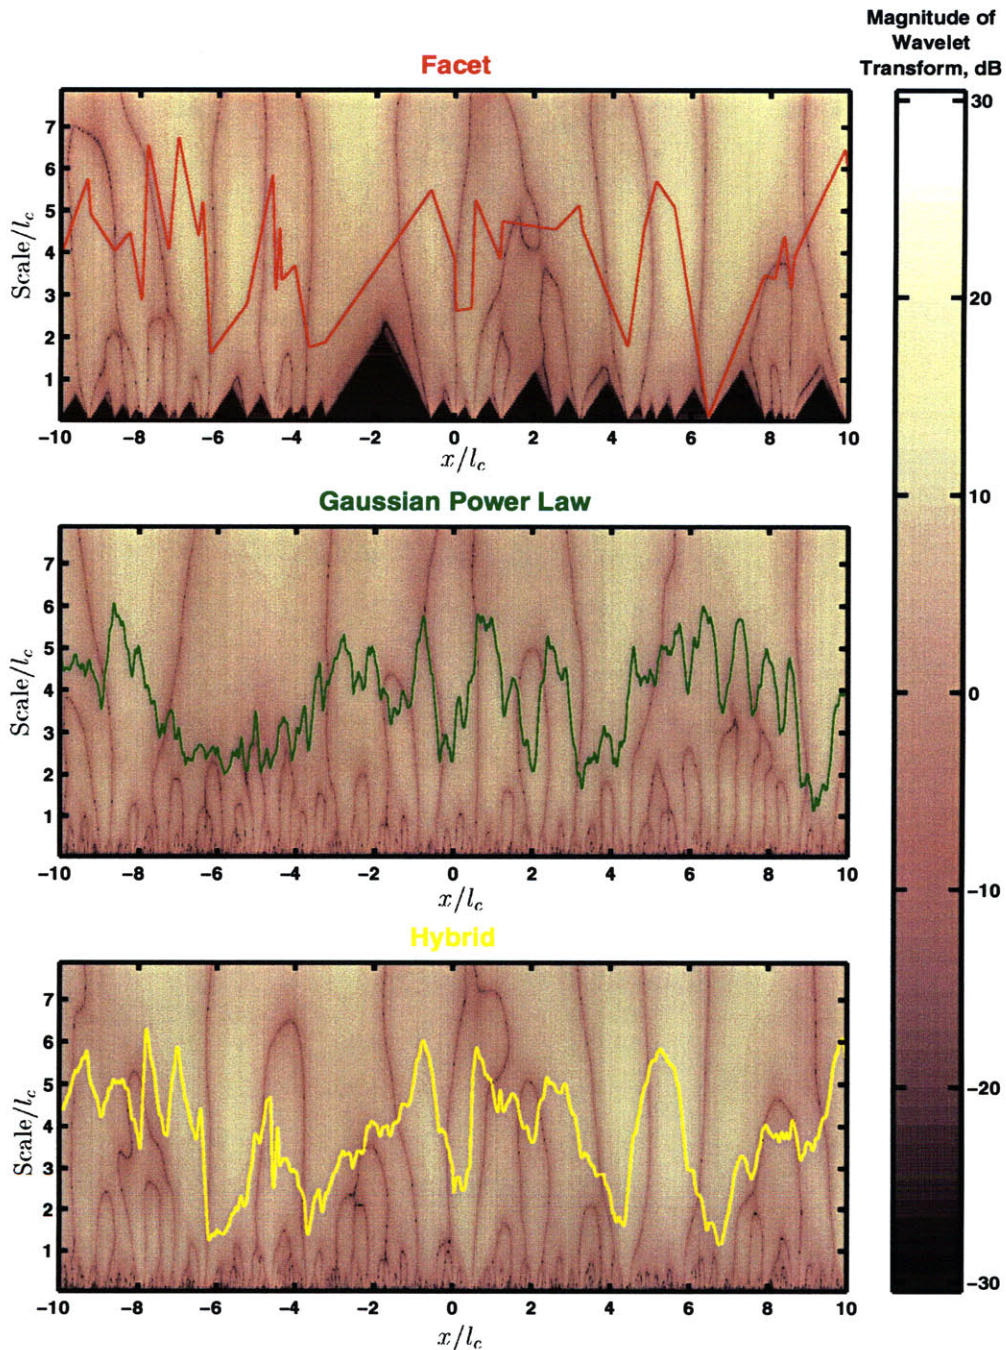 Magnitude of
Wavelet
Transform, dB
Facet
30
20
10
0
-10
-20
-30
Scale/l_c
7
6
5
4
3
2
1
-10 -8 -6 -4 -2 0 2 4 6 8 10
x/l_c
Gaussian Power Law
Scale/l_c
7
6
5
4
3
2
1
-10 -8 -6 -4 -2 0 2 4 6 8 10
x/l_c
Hybrid
Scale/l_c
7
6
5
4
3
2
1
-10 -8 -6 -4 -2 0 2 4 6 8 10
x/l_c